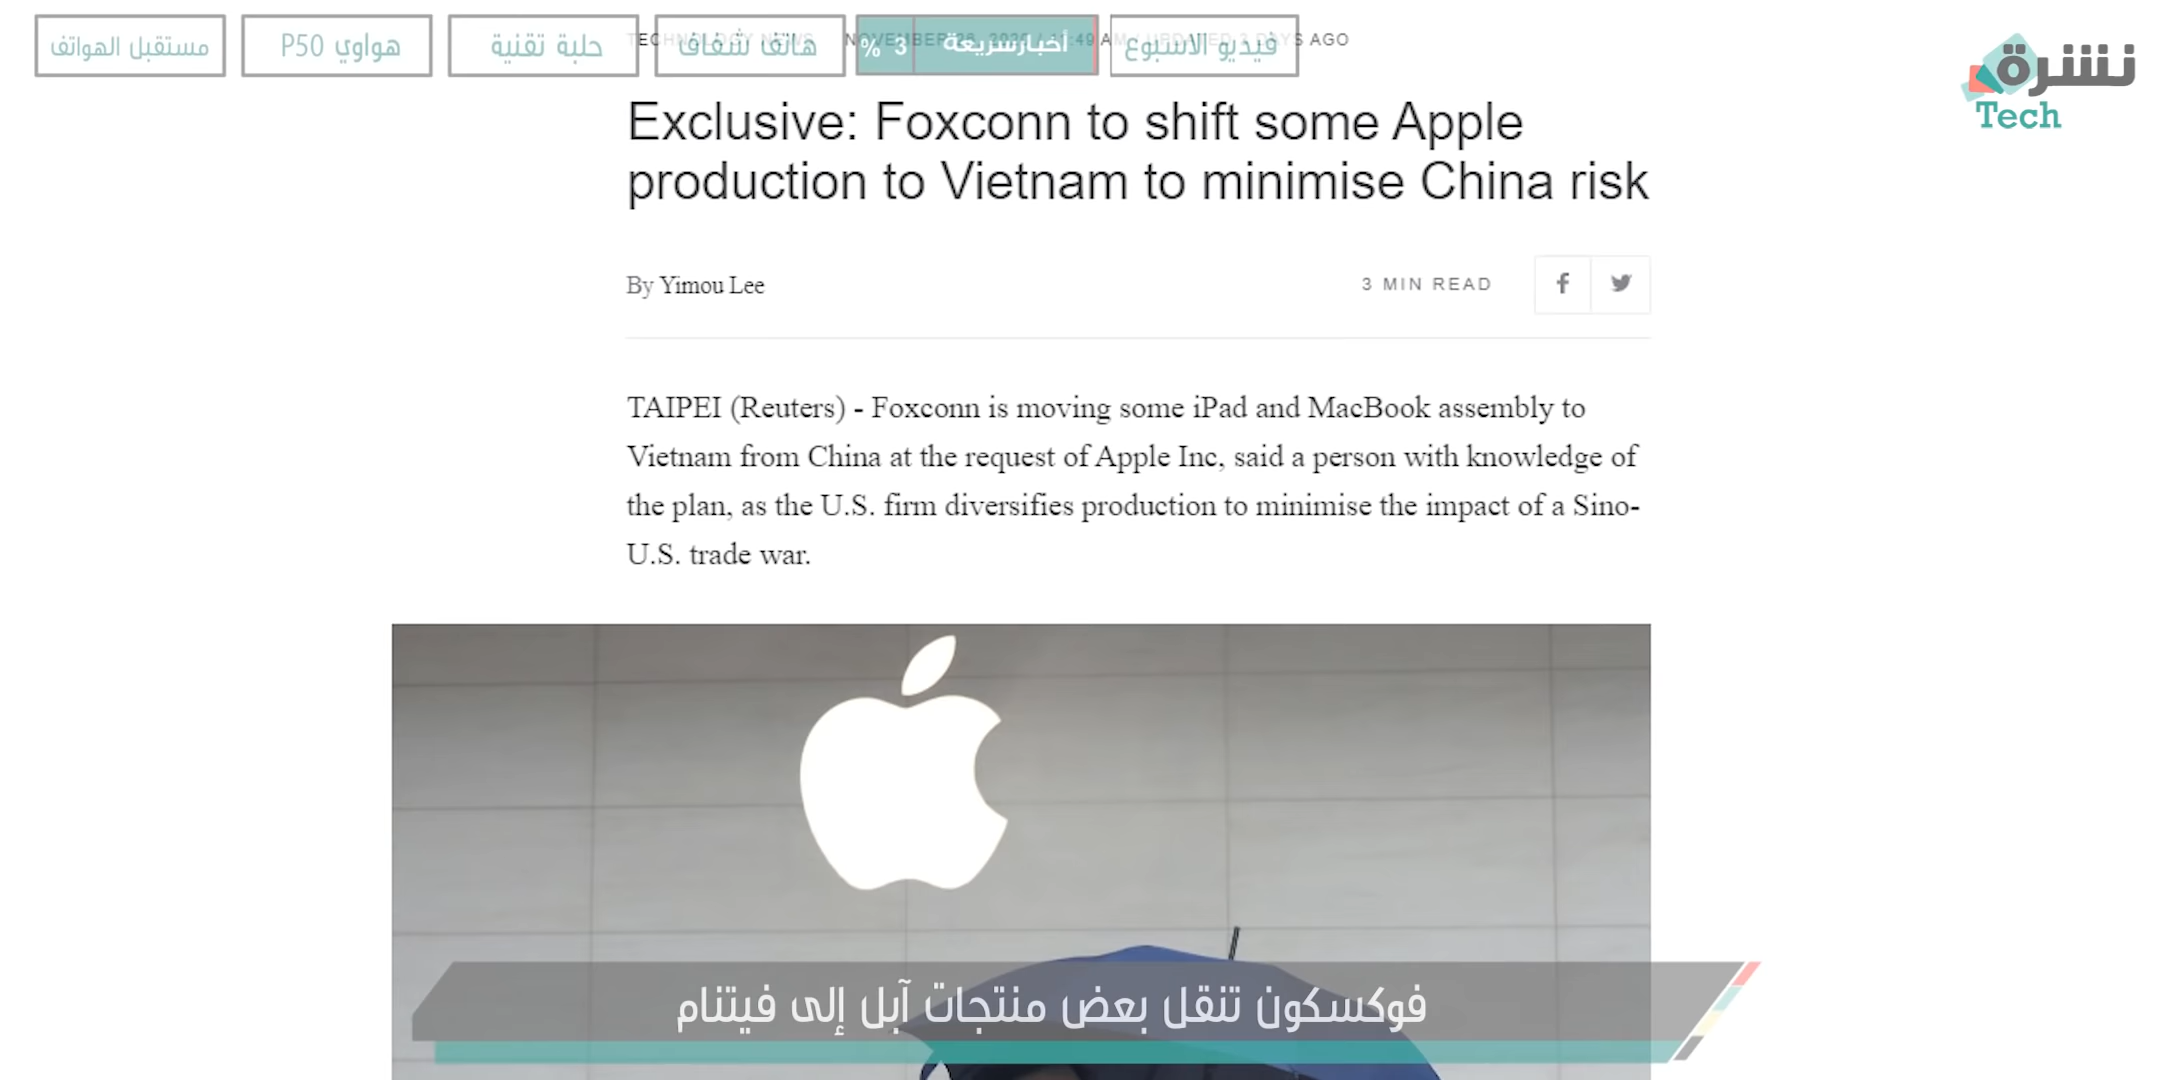 فيديو الاسبوع
أخبارسريعة
3 %
هاتف شفاف
حلبة تقنية
هواوي P50
مستقبل الهواتف
نشرة
Tech
Exclusive: Foxconn to shift some Apple
production to Vietnam to minimise China risk
By Yimou Lee
3 MIN READ
TAIPEI (Reuters) - Foxconn is moving some iPad and MacBook assembly to
Vietnam from China at the request of Apple Inc, said a person with knowledge of
the plan, as the U.S. firm diversifies production to minimise the impact of a Sino-
U.S. trade war.
فوكسكون تنقل بعض منتجات آبل إلى فيتنام